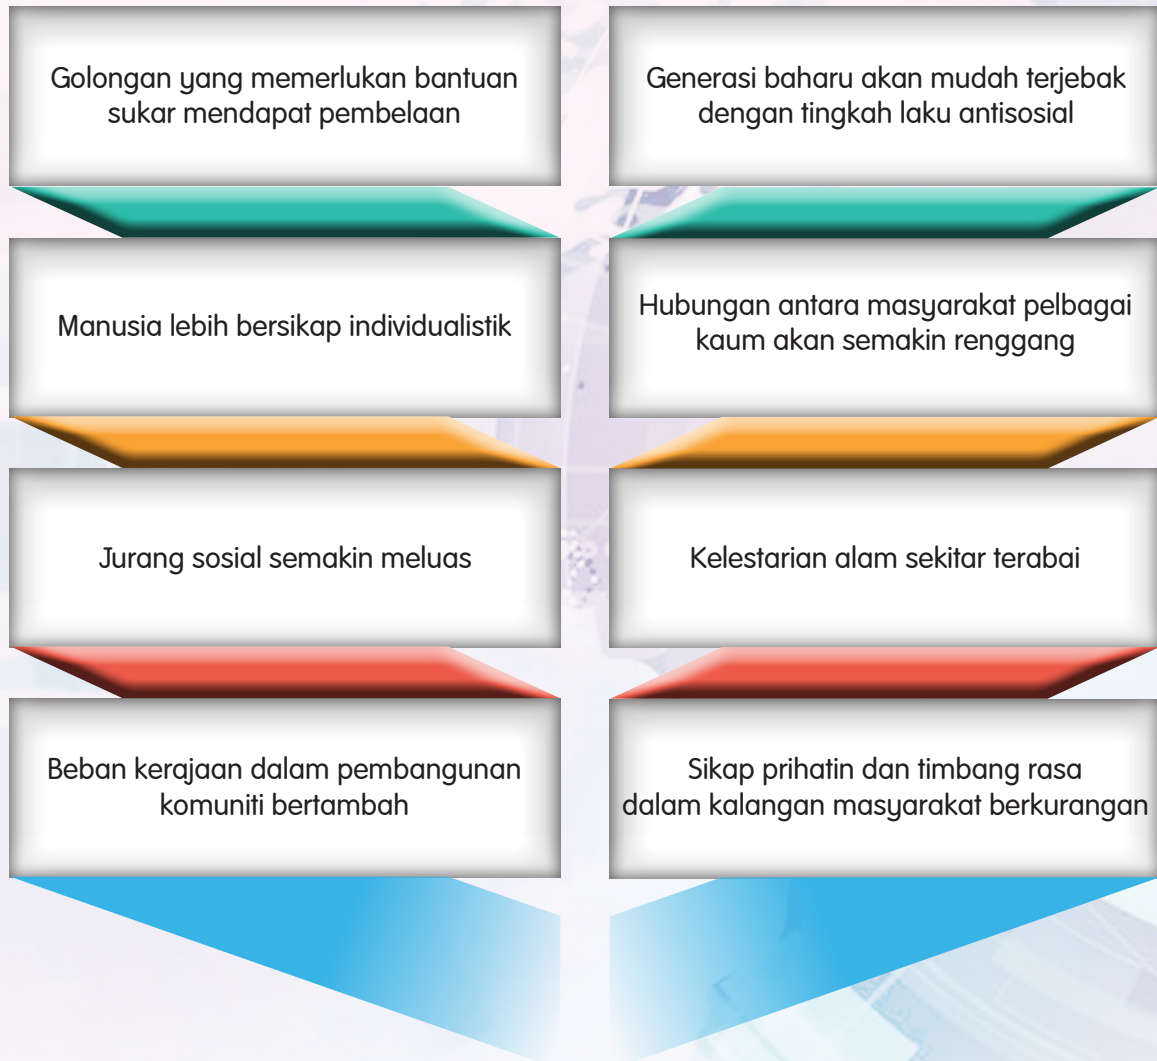 Golongan yang memerlukan bantuan
sukar mendapat pembelaan
Generasi baharu akan mudah terjebak
dengan tingkah laku antisosial
Manusia lebih bersikap individualistik
Hubungan antara masyarakat pelbagai
kaum akan semakin renggang
Jurang sosial semakin meluas
Kelestarian alam sekitar terabai
Beban kerajaan dalam pembangunan
komuniti bertambah
Sikap prihatin dan timbang rasa
dalam kalangan masyarakat berkurangan